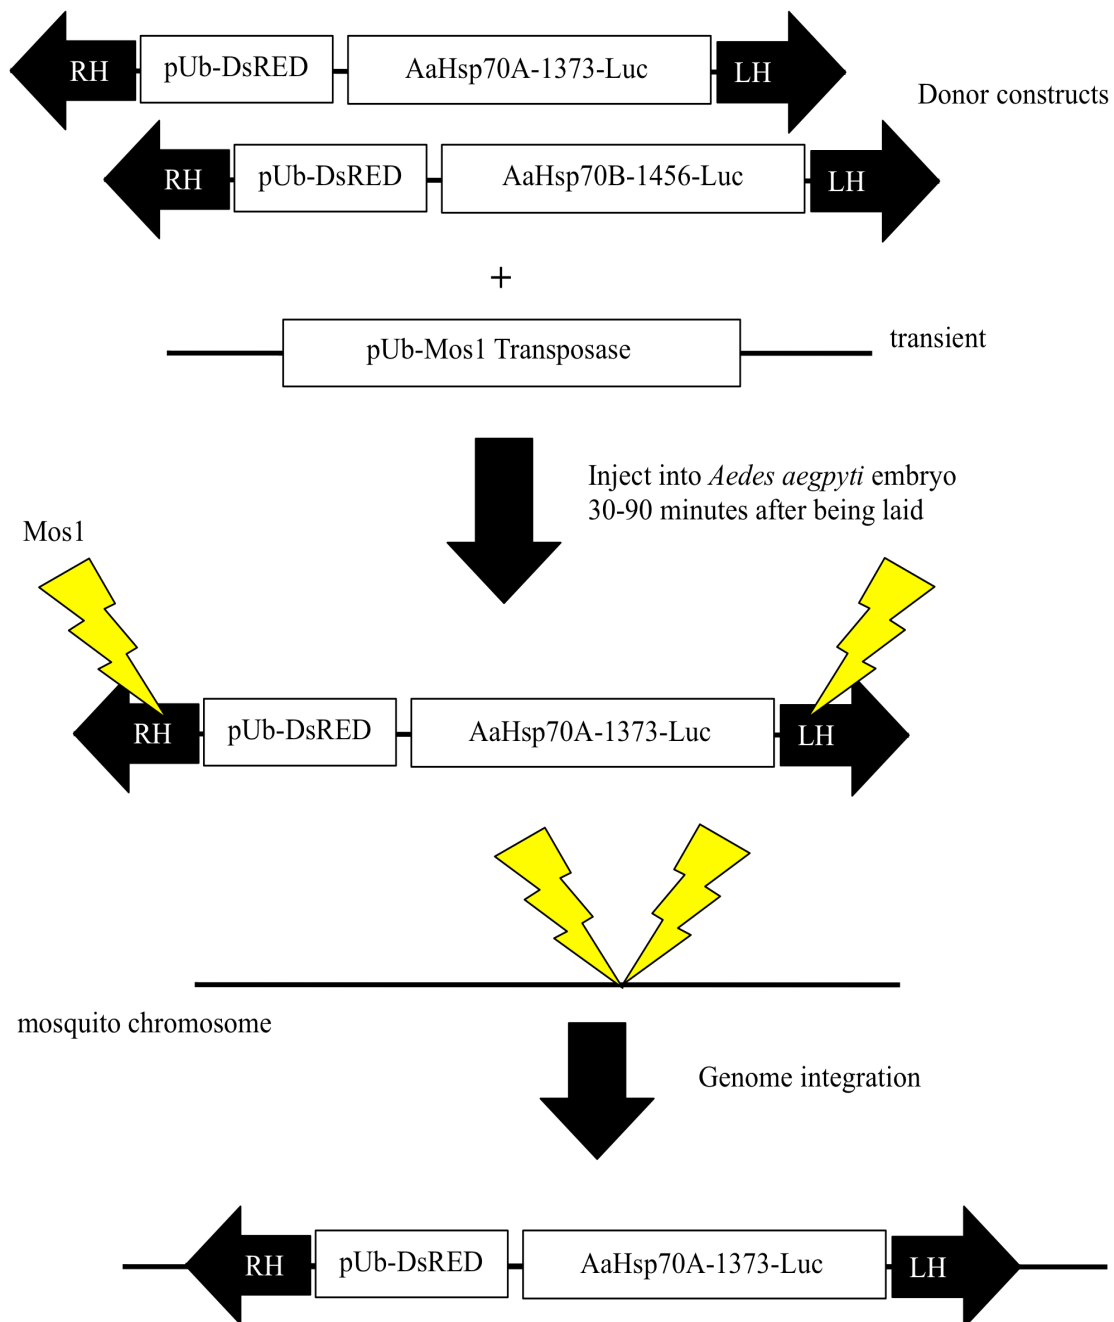 RH pUb-DsRED AaHsp70A-1373-Luc LH
Donor constructs
RH pUb-DsRED AaHsp70B-1456-Luc LH
+
pUb-Mos1 Transposase
transient
Inject into Aedes aegpyti embryo
30-90 minutes after being laid
Mos1
RH pUb-DsRED AaHsp70A-1373-Luc LH
mosquito chromosome
Genome integration
RH pUb-DsRED AaHsp70A-1373-Luc LH